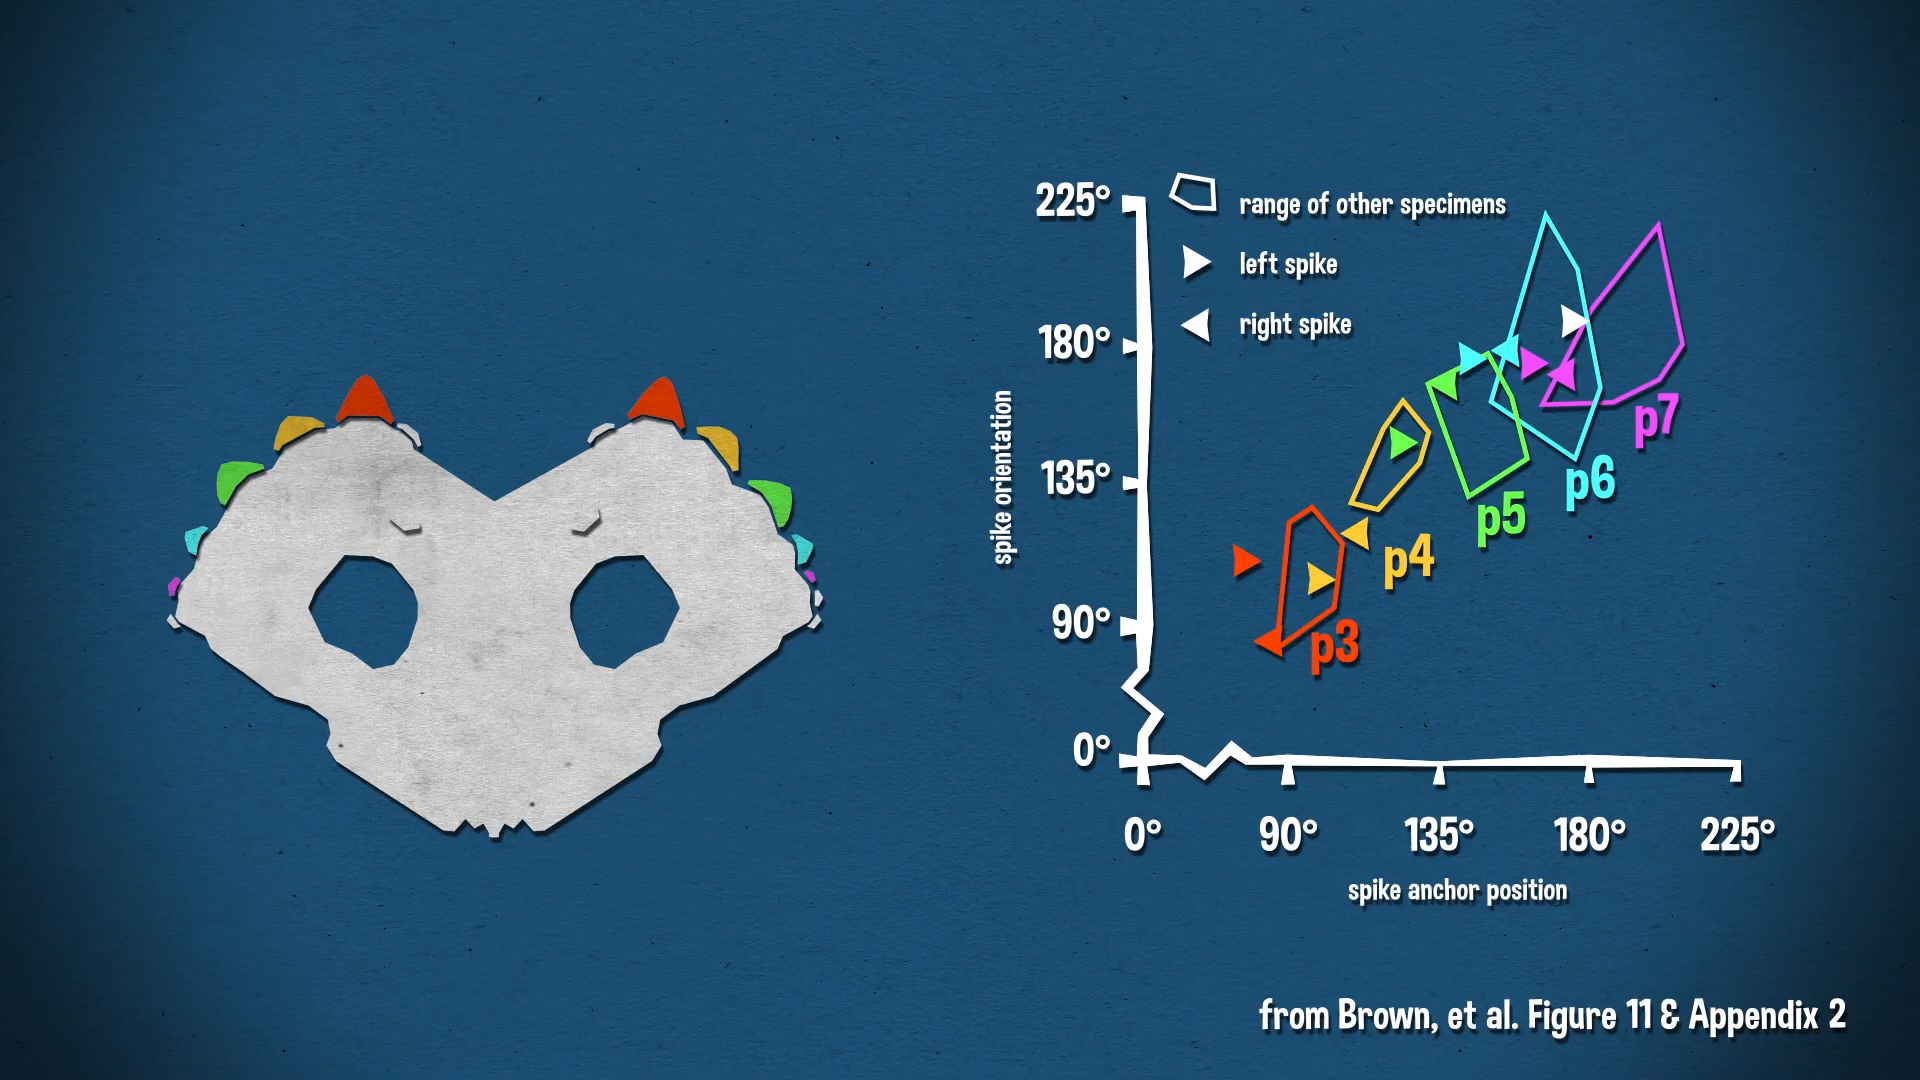 225°
180°
135°
90°
0°
spike orientation
range of other specimens
left spike
right spike
p3
p4
p5
p6
p7
0°
90°
135°
180°
225°
spike anchor position
from Brown, et al. Figure 11 & Appendix 2